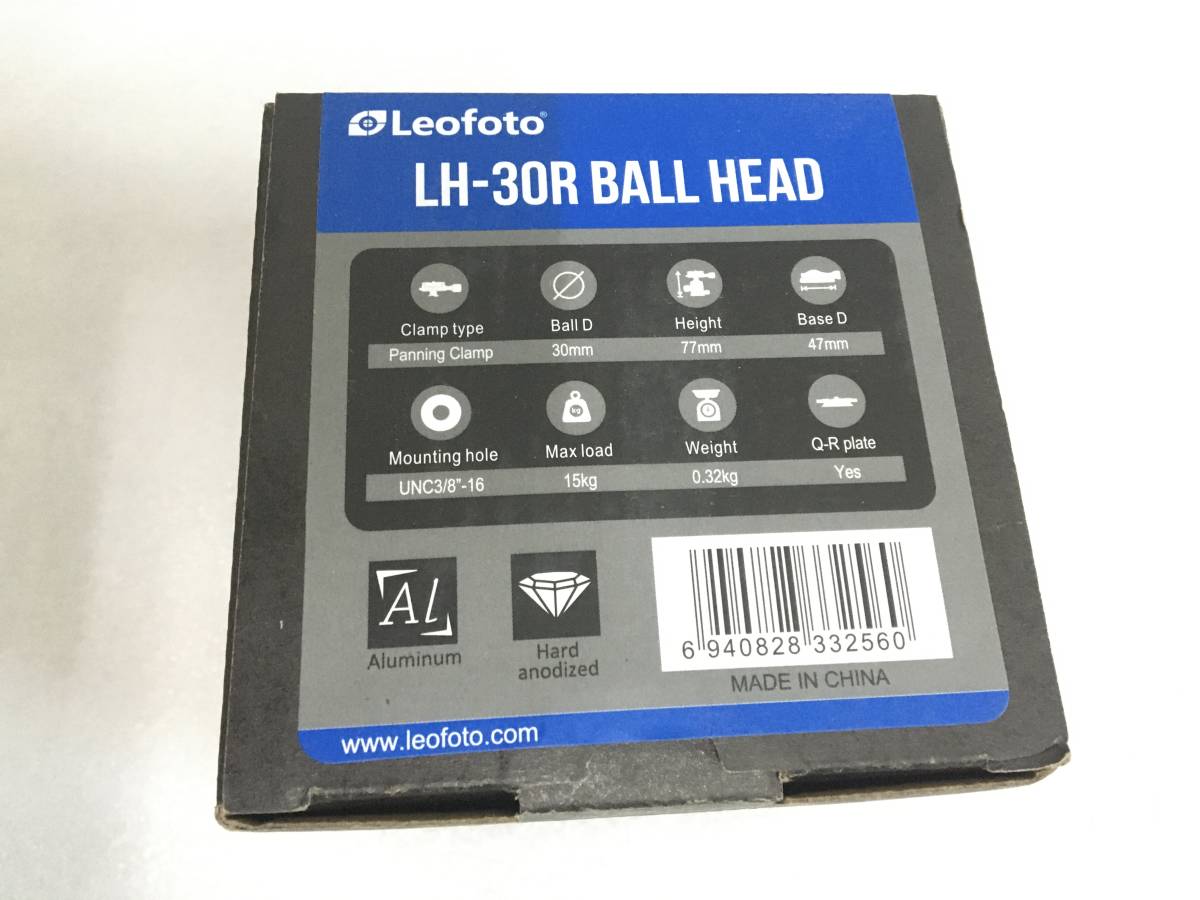 Leofoto®
LH-30R BALL HEAD
Clamp type Ball D Height Base D
Panning Clamp 30mm 77mm 47mm
kg
Mounting hole Max load Weight Q-R plate
UNC3/8"-16 15kg 0.32kg Yes
Al
Aluminum
Hard
anodized
6 940828 332560
MADE IN CHINA
www.leofoto.com